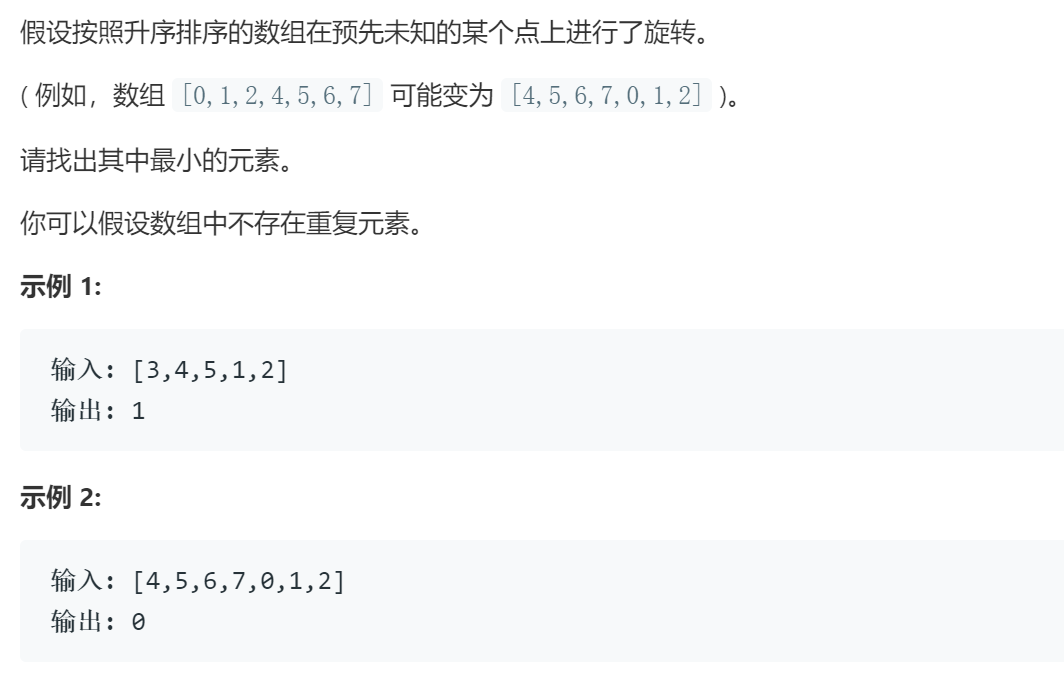 假设按照升序排序的数组在预先未知的某个点上进行了旋转。
( 例如，数组 [0,1,2,4,5,6,7] 可能变为 [4,5,6,7,0,1,2] )。
请找出其中最小的元素。
你可以假设数组中不存在重复元素。
示例 1:
输入: [3,4,5,1,2]
输出: 1
示例 2:
输入: [4,5,6,7,0,1,2]
输出: 0